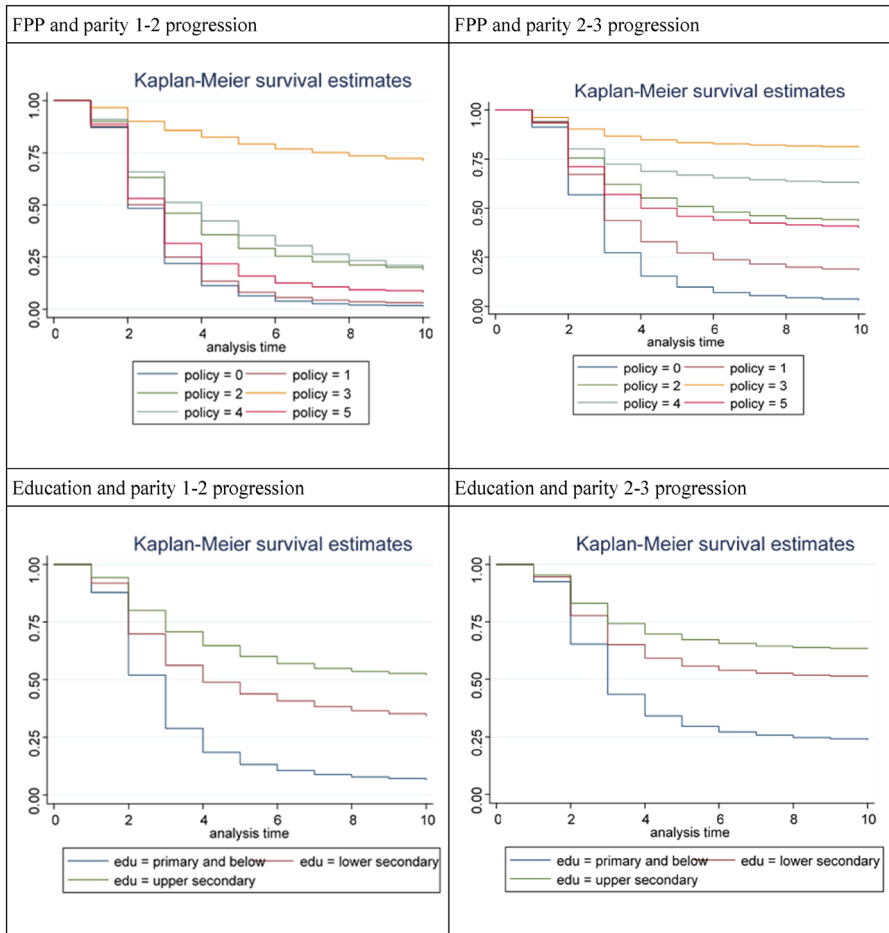 FPP and parity 1-2 progression
FPP and parity 2-3 progression
Kaplan-Meier survival estimates
1.00
0.75
0.50
0.25
0.00
0 2 4 6 8 10
analysis time
policy = 0 policy = 1
policy = 2 policy = 3
policy = 4 policy = 5
Kaplan-Meier survival estimates
1.00
0.75
0.50
0.25
0.00
0 2 4 6 8 10
analysis time
policy = 0 policy = 1
policy = 2 policy = 3
policy = 4 policy = 5
Education and parity 1-2 progression
Education and parity 2-3 progression
Kaplan-Meier survival estimates
1.00
0.75
0.50
0.25
0.00
0 2 4 6 8 10
analysis time
edu = primary and below edu = lower secondary
edu = upper secondary
Kaplan-Meier survival estimates
1.00
0.75
0.50
0.25
0.00
0 2 4 6 8 10
analysis time
edu = primary and below edu = lower secondary
edu = upper secondary